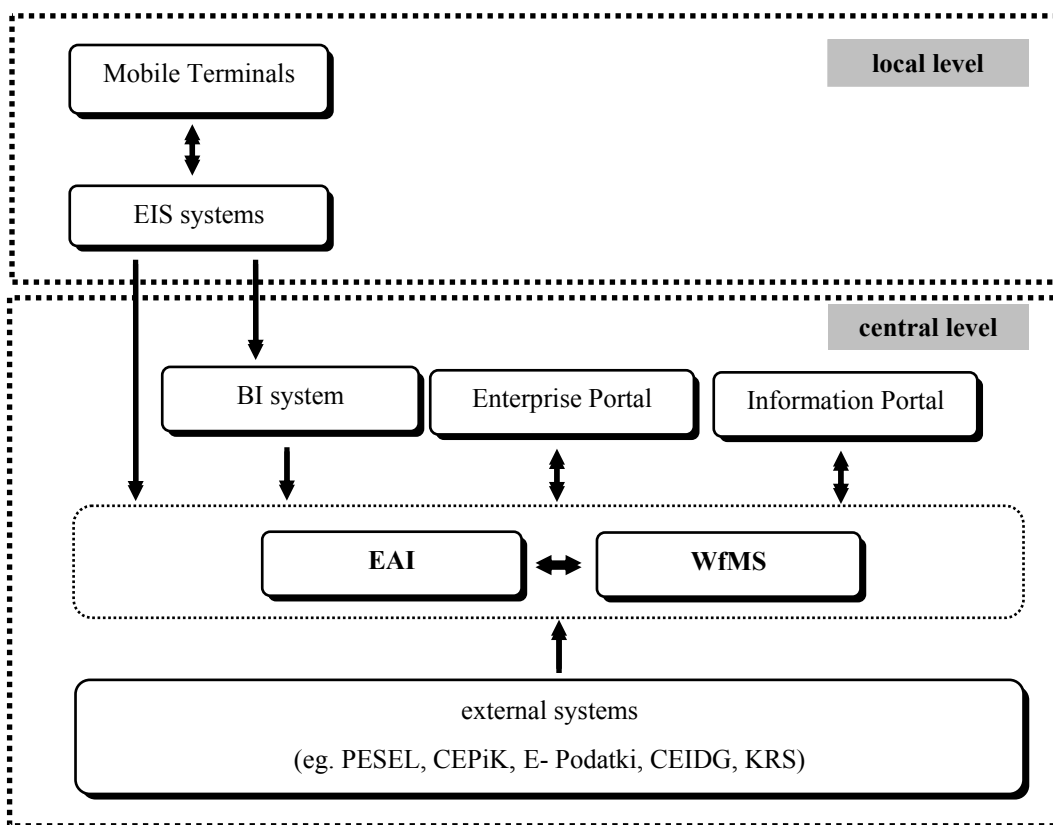 local level
Mobile Terminals
EIS systems
central level
BI system
Enterprise Portal
Information Portal
EAI
WfMS
external systems
(eg. PESEL, CEPiK, E- Podatki, CEIDG, KRS)